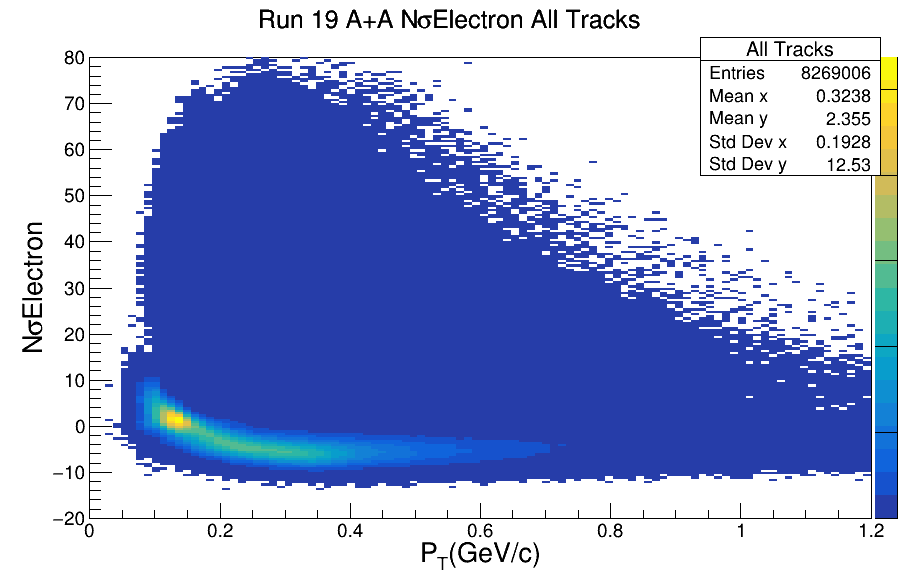 Run 19 A+A NσElectron All Tracks
All Tracks
Entries 8269006
Mean x 0.3238
Mean y 2.355
Std Dev x 0.1928
Std Dev y 12.53
NσElectron
80
70
60
50
40
30
20
10
0
−10
−20
0 0.2 0.4 0.6 0.8 1 1.2
P_T(GeV/c)